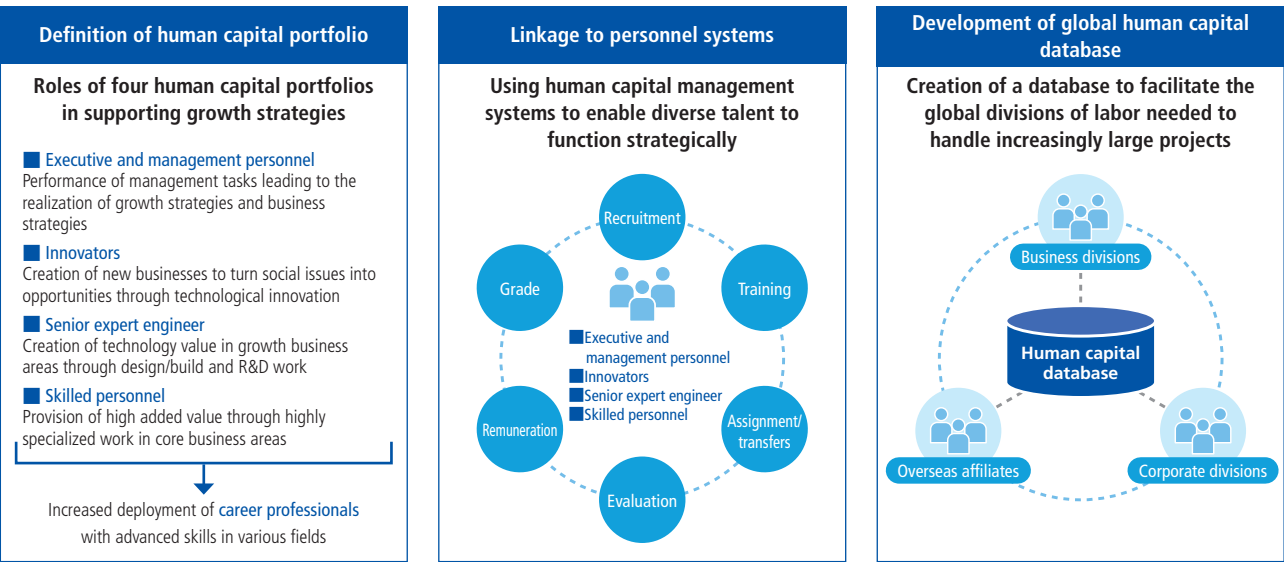 Definition of human capital portfolio
Roles of four human capital portfolios
in supporting growth strategies
■ Executive and management personnel
Performance of management tasks leading to the
realization of growth strategies and business
strategies
■ Innovators
Creation of new businesses to turn social issues into
opportunities through technological innovation
■ Senior expert engineer
Creation of technology value in growth business
areas through design/build and R&D work
■ Skilled personnel
Provision of high added value through highly
specialized work in core business areas
Increased deployment of career professionals
with advanced skills in various fields
Linkage to personnel systems
Using human capital management
systems to enable diverse talent to
function strategically
Recruitment
Grade
Training
■Executive and
management personnel
■Innovators
■Senior expert engineer
■Skilled personnel
Remuneration
Assignment/
transfers
Evaluation
Development of global human capital
database
Creation of a database to facilitate the
global divisions of labor needed to
handle increasingly large projects
Business divisions
Human capital
database
Overseas affiliates
Corporate divisions